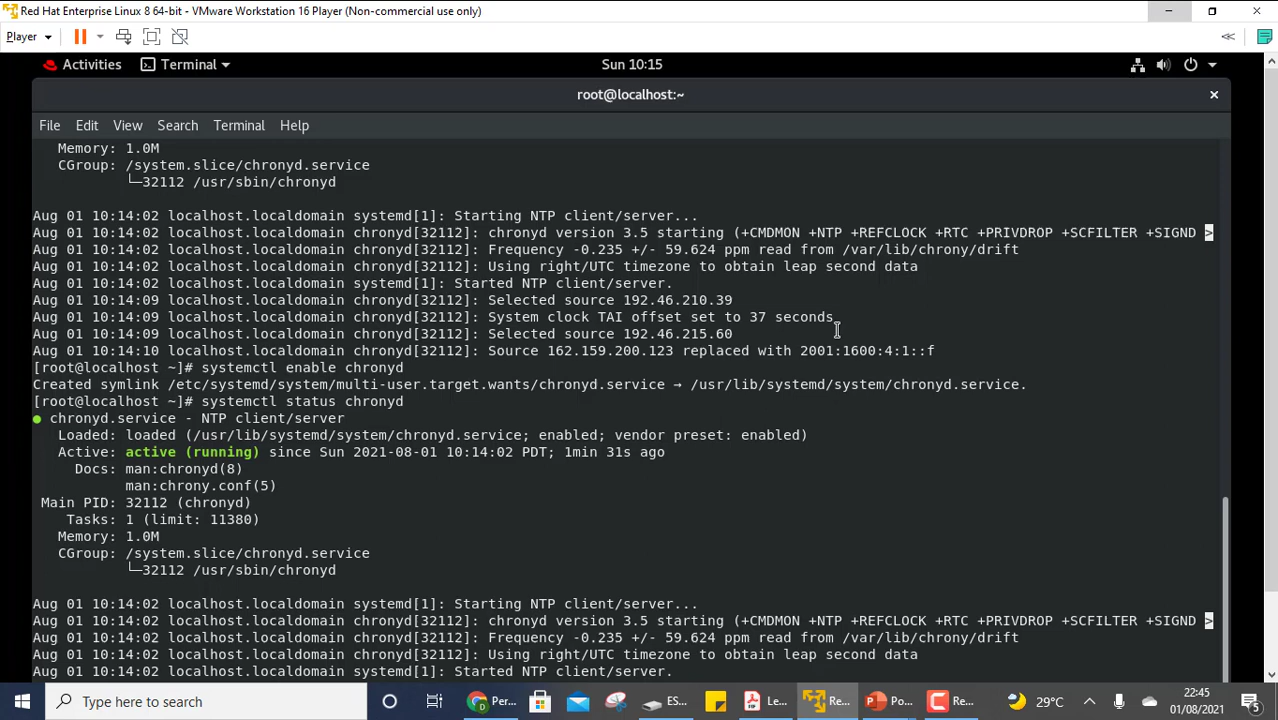 Red Hat Enterprise Linux 8 64-bit - VMware Workstation 16 Player (Non-commercial use only)
Player
Activities Terminal Sun 10:15
root@localhost:~
File Edit View Search Terminal Help
Memory: 1.0M
CGroup: /system.slice/chronyd.service
└─32112 /usr/sbin/chronyd
Aug 01 10:14:02 localhost.localdomain systemd[1]: Starting NTP client/server...
Aug 01 10:14:02 localhost.localdomain chronyd[32112]: chronyd version 3.5 starting (+CMDMON +NTP +REFCLOCK +RTC +PRIVDROP +SCFILTER +SIGND >
Aug 01 10:14:02 localhost.localdomain chronyd[32112]: Frequency -0.235 +/- 59.624 ppm read from /var/lib/chrony/drift
Aug 01 10:14:02 localhost.localdomain chronyd[32112]: Using right/UTC timezone to obtain leap second data
Aug 01 10:14:02 localhost.localdomain systemd[1]: Started NTP client/server.
Aug 01 10:14:09 localhost.localdomain chronyd[32112]: Selected source 192.46.210.39
Aug 01 10:14:09 localhost.localdomain chronyd[32112]: System clock TAI offset set to 37 seconds
Aug 01 10:14:09 localhost.localdomain chronyd[32112]: Selected source 192.46.215.60
Aug 01 10:14:10 localhost.localdomain chronyd[32112]: Source 162.159.200.123 replaced with 2001:1600:4:1::f
[root@localhost ~]# systemctl enable chronyd
Created symlink /etc/systemd/system/multi-user.target.wants/chronyd.service → /usr/lib/systemd/system/chronyd.service.
[root@localhost ~]# systemctl status chronyd
● chronyd.service - NTP client/server
Loaded: loaded (/usr/lib/systemd/system/chronyd.service; enabled; vendor preset: enabled)
Active: active (running) since Sun 2021-08-01 10:14:02 PDT; 1min 31s ago
Docs: man:chronyd(8)
man:chrony.conf(5)
Main PID: 32112 (chronyd)
Tasks: 1 (limit: 11380)
Memory: 1.0M
CGroup: /system.slice/chronyd.service
└─32112 /usr/sbin/chronyd
Aug 01 10:14:02 localhost.localdomain systemd[1]: Starting NTP client/server...
Aug 01 10:14:02 localhost.localdomain chronyd[32112]: chronyd version 3.5 starting (+CMDMON +NTP +REFCLOCK +RTC +PRIVDROP +SCFILTER +SIGND >
Aug 01 10:14:02 localhost.localdomain chronyd[32112]: Frequency -0.235 +/- 59.624 ppm read from /var/lib/chrony/drift
Aug 01 10:14:02 localhost.localdomain chronyd[32112]: Using right/UTC timezone to obtain leap second data
Aug 01 10:14:02 localhost.localdomain systemd[1]: Started NTP client/server.
Type here to search Per... ES... Le... Re... Po... Re... 29°C 22:45
01/08/2021 5